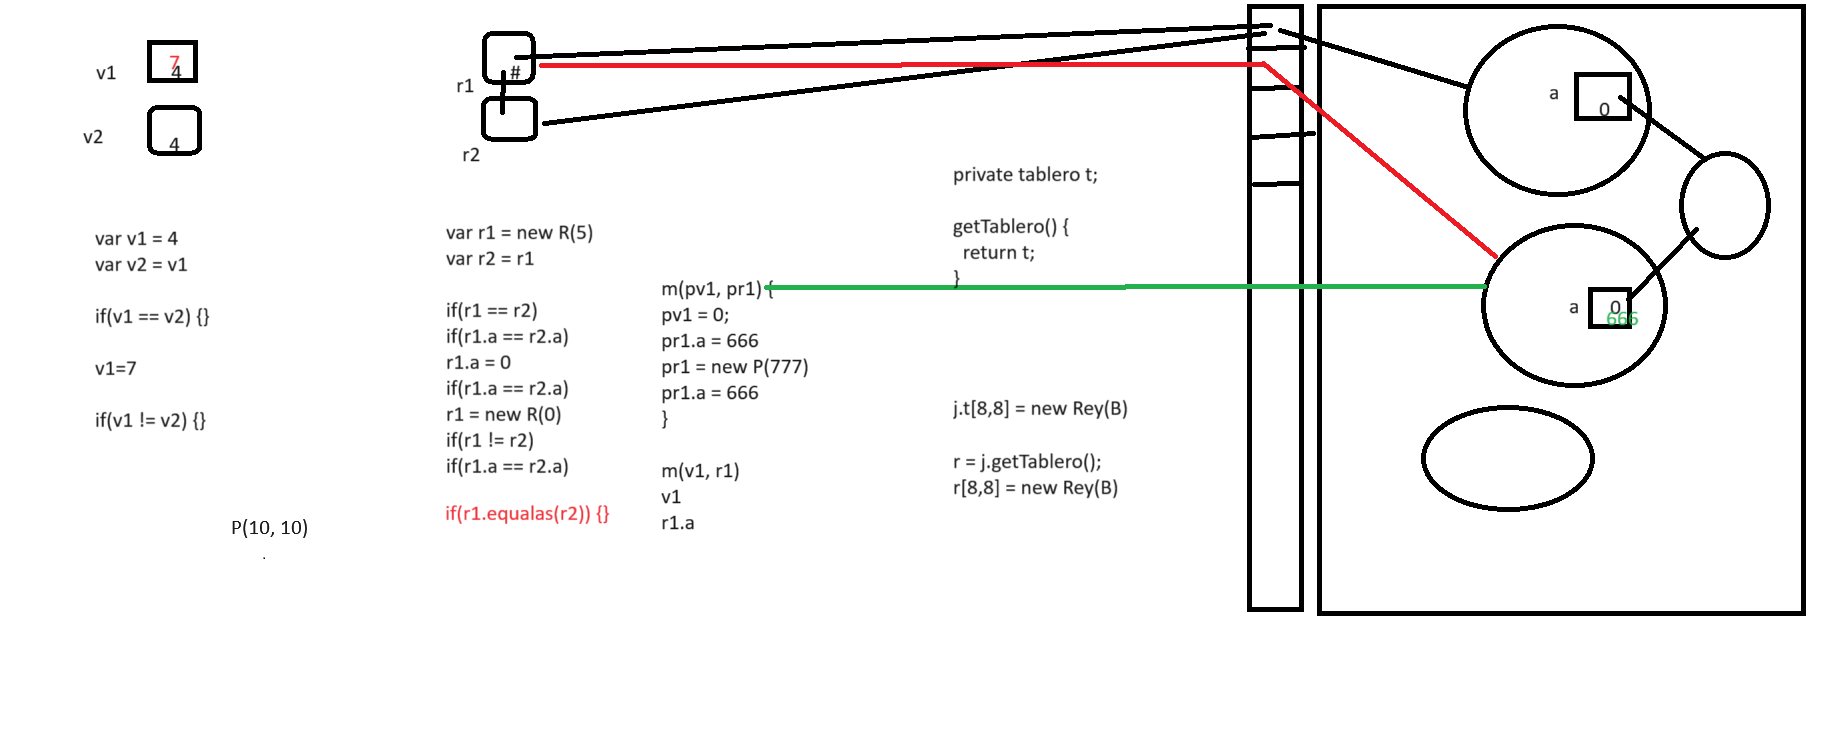 v1
7
4
v2
4
var v1 = 4
var v2 = v1
if(v1 == v2) {}
v1=7
if(v1 != v2) {}
P(10, 10)
r1
#
r2
var r1 = new R(5)
var r2 = r1
if(r1 == r2)
if(r1.a == r2.a)
r1.a = 0
if(r1.a == r2.a)
r1 = new R(0)
if(r1 != r2)
if(r1.a == r2.a)
if(r1.equalas(r2)) {}
m(pv1, pr1) {
pv1 = 0;
pr1.a = 666
pr1 = new P(777)
pr1.a = 666
}
m(v1, r1)
v1
r1.a
private tablero t;
getTablero() {
return t;
}
j.t[8,8] = new Rey(B)
r = j.getTablero();
r[8,8] = new Rey(B)
a
0
a
0
666